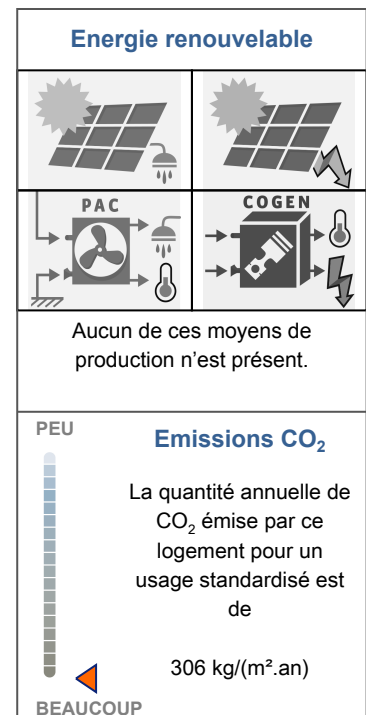 Energie renouvelable
PAC
COGEN
Aucun de ces moyens de
production n'est présent.
PEU
Emissions CO₂
La quantité annuelle de
CO₂ émise par ce
logement pour un
usage standardisé est
de
306 kg/(m².an)
BEAUCOUP